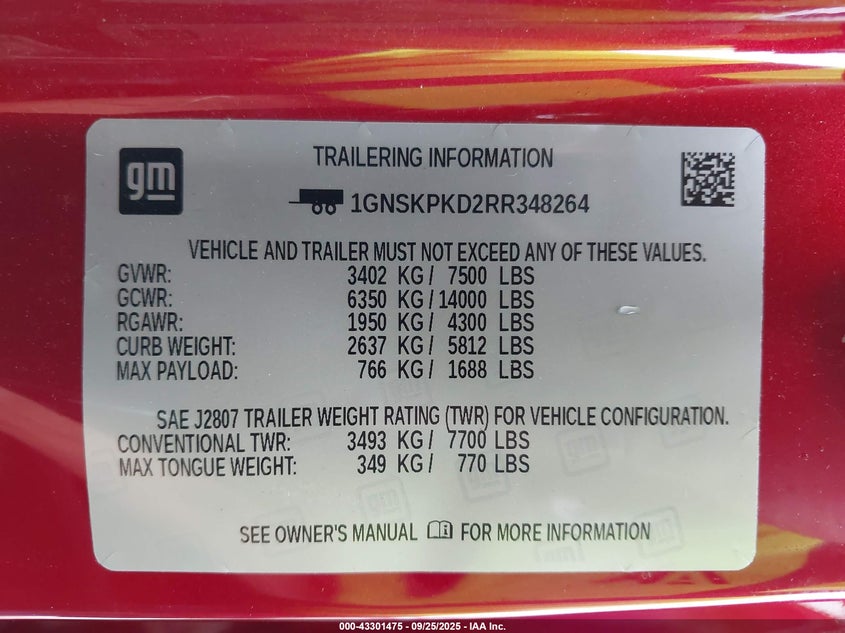 gm
TRAILERING INFORMATION
1GNSKPKD2RR348264
VEHICLE AND TRAILER MUST NOT EXCEED ANY OF THESE VALUES.
GVWR: 3402 KG / 7500 LBS
GCWR: 6350 KG / 14000 LBS
RGAWR: 1950 KG / 4300 LBS
CURB WEIGHT: 2637 KG / 5812 LBS
MAX PAYLOAD: 766 KG / 1688 LBS
SAE J2807 TRAILER WEIGHT RATING (TWR) FOR VEHICLE CONFIGURATION.
CONVENTIONAL TWR: 3493 KG / 7700 LBS
MAX TONGUE WEIGHT: 349 KG / 770 LBS
SEE OWNER'S MANUAL FOR MORE INFORMATION
000-43301475 - 09/25/2025 - IAA Inc.